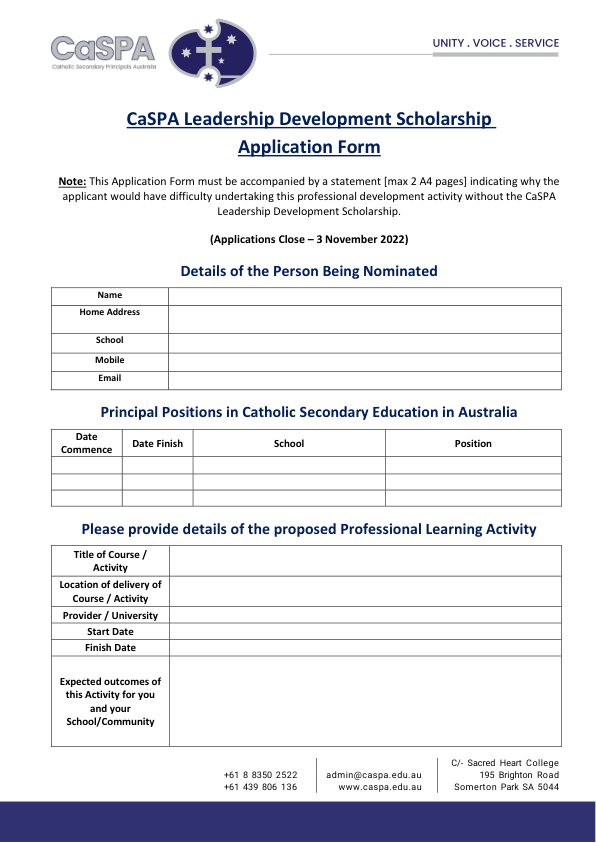 CaSPA
Catholic Secondary Principals Australia
UNITY . VOICE . SERVICE
CaSPA Leadership Development Scholarship
Application Form
Note: This Application Form must be accompanied by a statement [max 2 A4 pages] indicating why the
applicant would have difficulty undertaking this professional development activity without the CaSPA
Leadership Development Scholarship.
(Applications Close – 3 November 2022)
Details of the Person Being Nominated
Name
Home Address
School
Mobile
Email
Principal Positions in Catholic Secondary Education in Australia
Date
Commence
Date Finish
School
Position
Please provide details of the proposed Professional Learning Activity
Title of Course /
Activity
Location of delivery of
Course / Activity
Provider / University
Start Date
Finish Date
Expected outcomes of
this Activity for you
and your
School/Community
+61 8 8350 2522
+61 439 806 136
admin@caspa.edu.au
www.caspa.edu.au
C/- Sacred Heart College
195 Brighton Road
Somerton Park SA 5044